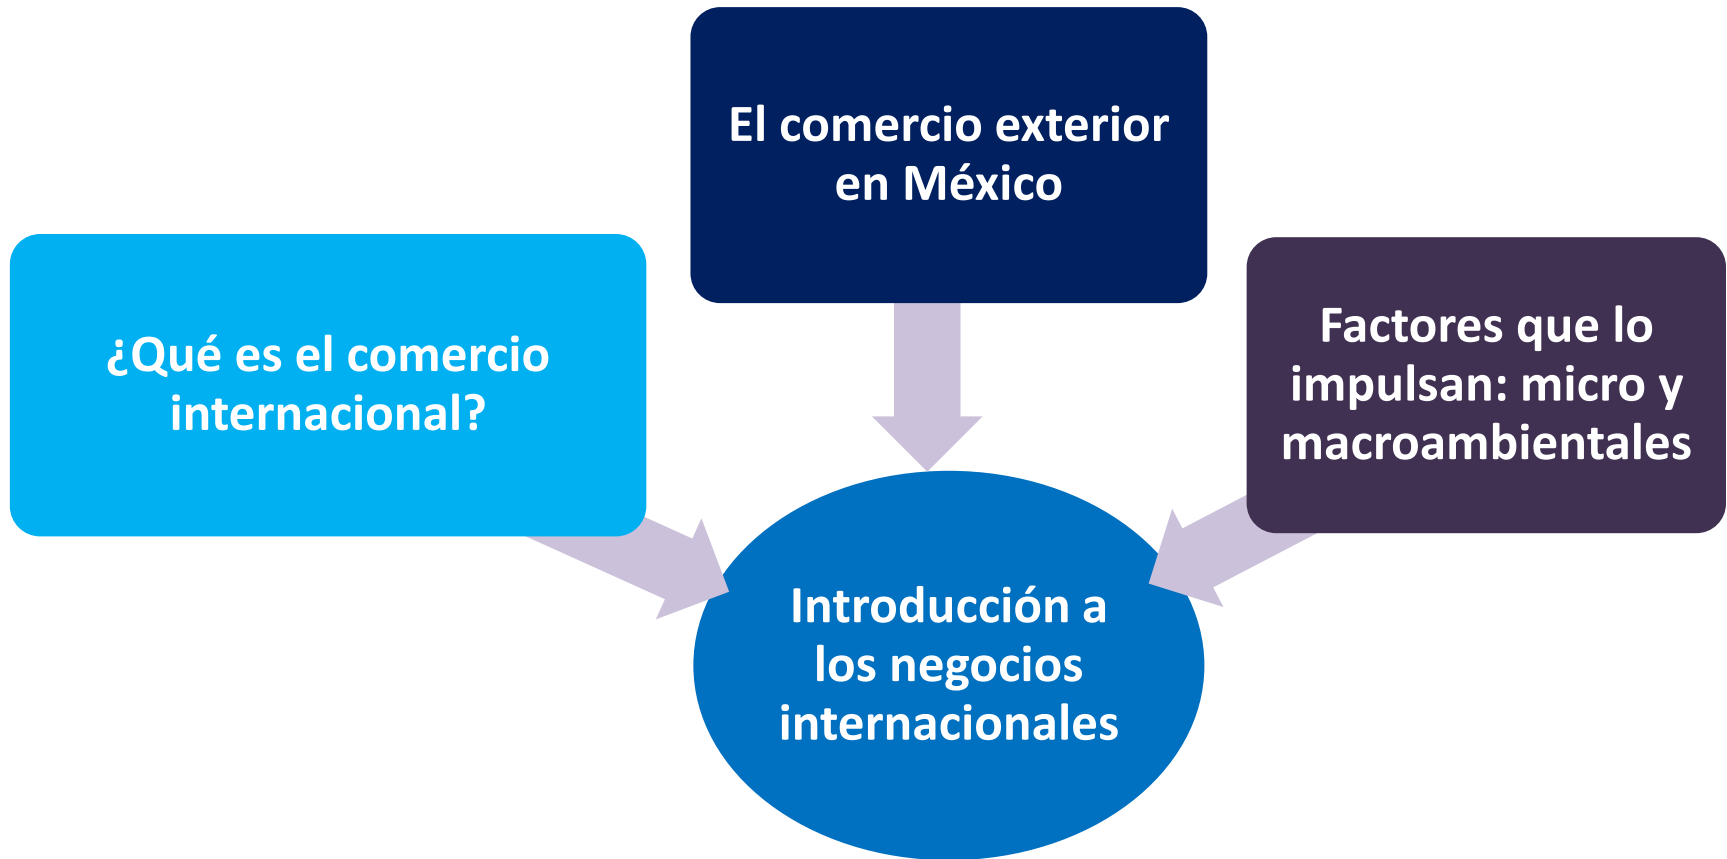 El comercio exterior
en México
¿Qué es el comercio
internacional?
Factores que lo
impulsan: micro y
macroambientales
Introducción a
los negocios
internacionales